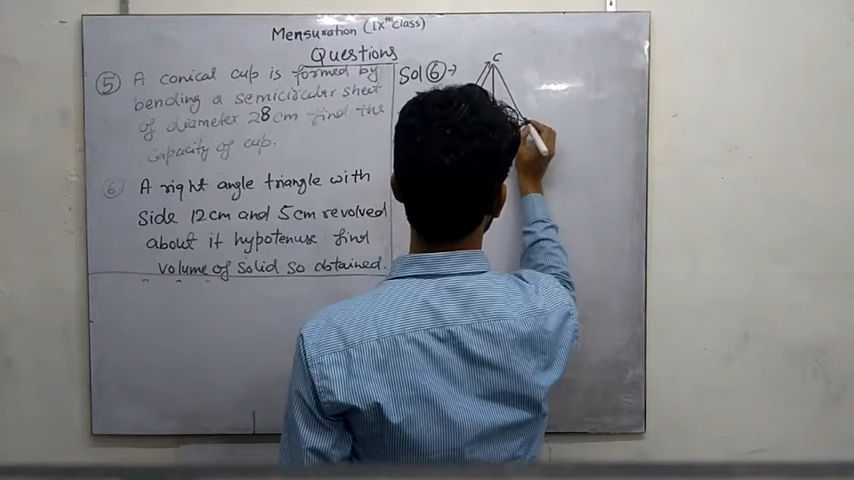 Mensuration (IXth class)
Questions
5 A conical cup is formed by
bending a semicircular sheet
of diameter 28cm find the
capacity of cup.
6 A right angle triangle with
side 12cm and 5cm revolved
about it hypotenuse find
volume of solid so obtained.
Sol 6 →
C